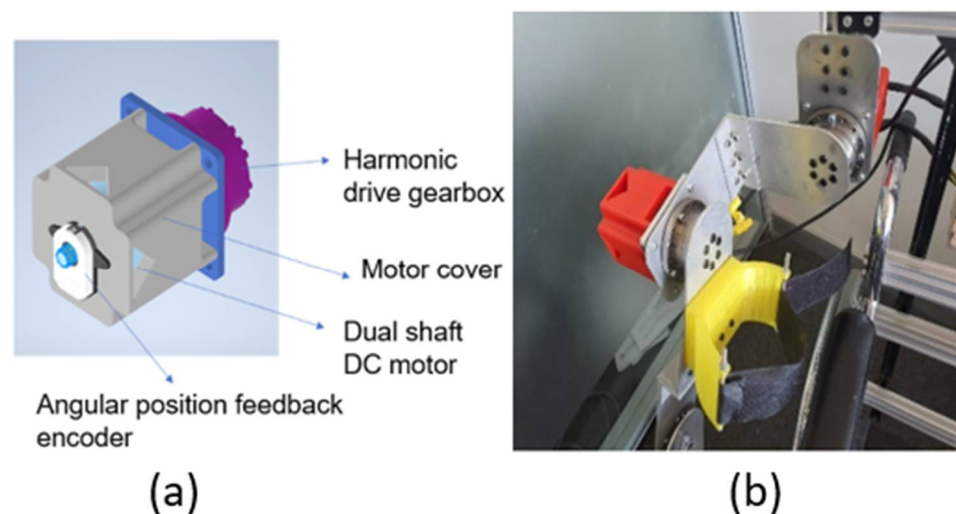 Harmonic
drive gearbox
Motor cover
Dual shaft
DC motor
Angular position feedback
encoder
(a)
(b)